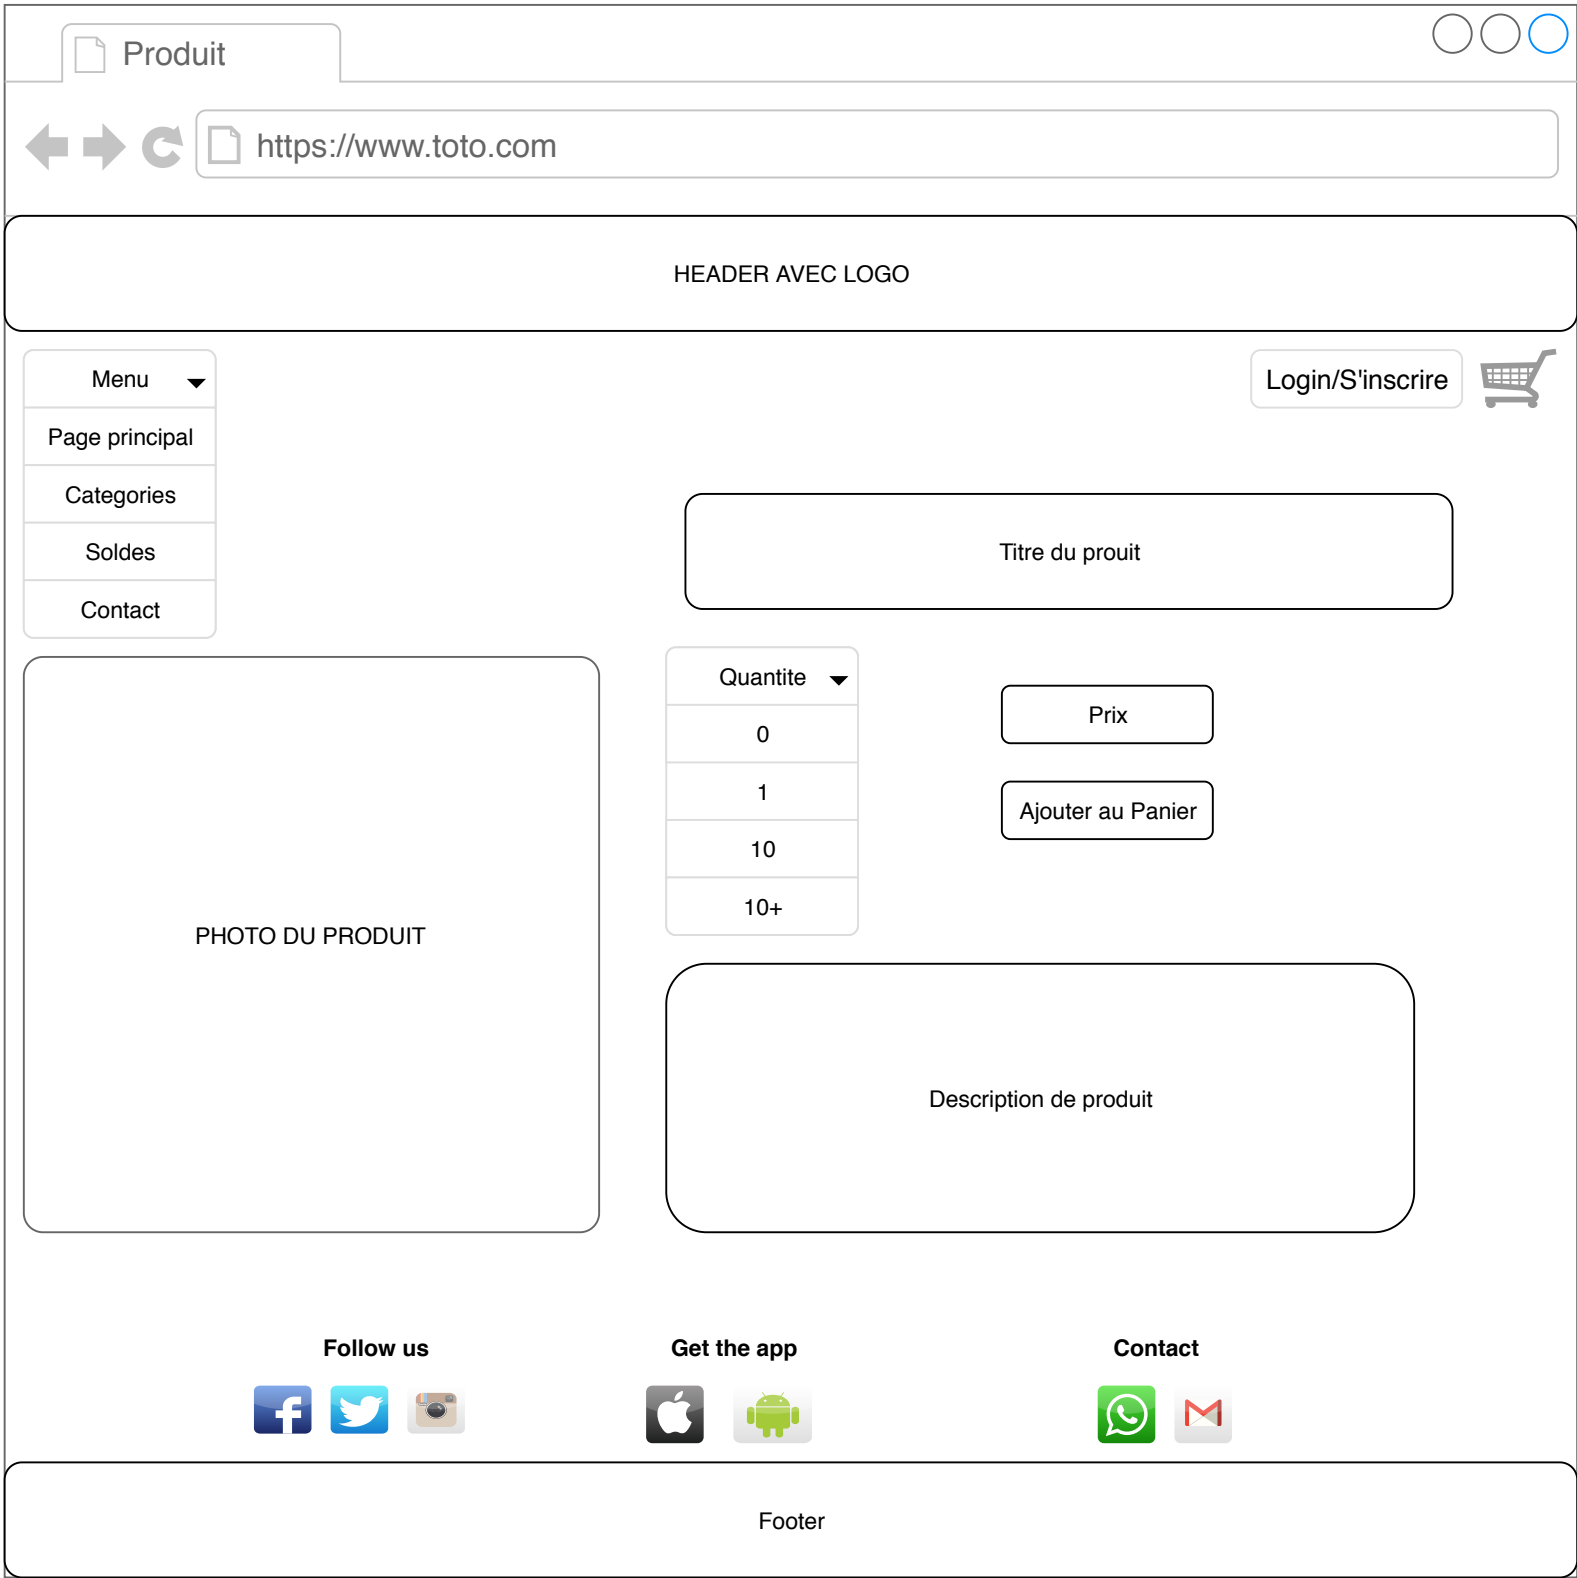 Produit
https://www.toto.com
HEADER AVEC LOGO
Menu
Login/S'inscrire
Page principal
Categories
Soldes
Contact
Titre du prouit
Quantite
0
1
10
10+
Prix
Ajouter au Panier
PHOTO DU PRODUIT
Description de produit
Follow us
Get the app
Contact
Footer